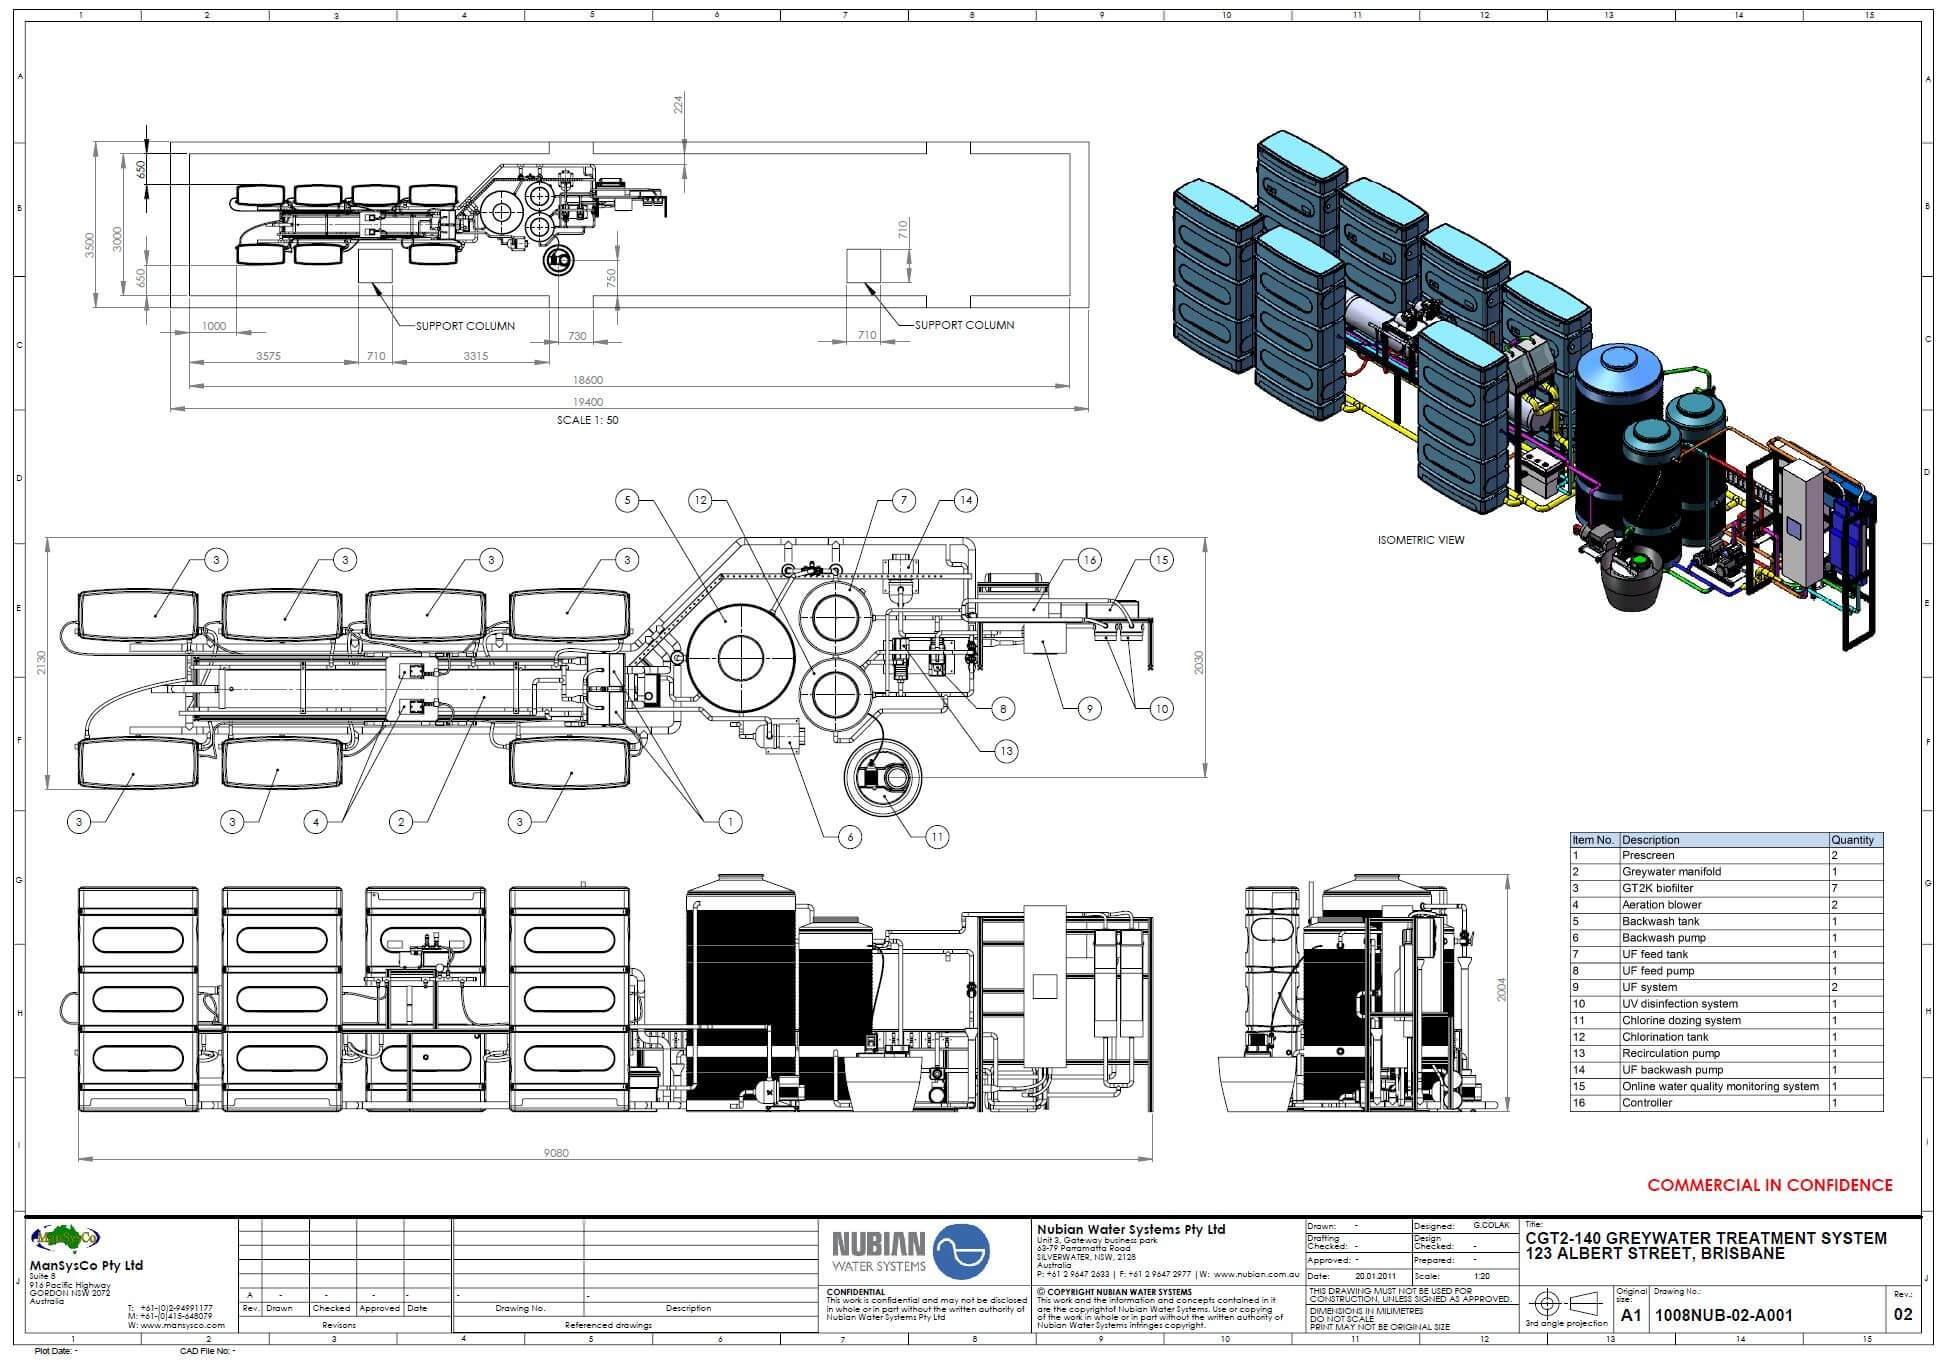 1 2 3 4 5 6 7 8 9 10 11 12 13 14 15
A A
B B
C C
D D
E E
F F
G G
H H
I I
J J
224
650
3500
3000
650
710
750
1000
SUPPORT COLUMN
SUPPORT COLUMN
730
710
3575
710
3315
18600
19400
SCALE 1: 50
ISOMETRIC VIEW
5 12 7 14
3 3 3 3 16 15
2130
2030
8 9 10
13
3 3 4 2 3 1 6 11
2004
9080
Item No. Description Quantity
1 Prescreen 2
2 Greywater manifold 1
3 GT2K biofilter 7
4 Aeration blower 2
5 Backwash tank 1
6 Backwash pump 1
7 UF feed tank 1
8 UF feed pump 1
9 UF system 2
10 UV disinfection system 1
11 Chlorine dozing system 1
12 Chlorination tank 1
13 Recirculation pump 1
14 UF backwash pump 1
15 Online water quality monitoring system 1
16 Controller 1
COMMERCIAL IN CONFIDENCE
ManSysCo
ManSysCo Pty Ltd
Suite 8
916 Pacific Highway
GORDON NSW 2072
Australia
T: +61-(0)2-94991177
M: +61-(0)415-648079
W: www.mansysco.com
A - - - - - -
Rev. Drawn Checked Approved Date Drawing No. Description
Revisons Referenced drawings
NUBIAN
WATER SYSTEMS
CONFIDENTIAL
This work is confidential and may not be disclosed
in whole or in part without the written authority of
Nubian Water Systems Pty Ltd
Nubian Water Systems Pty Ltd
Unit 3, Gateway business park
63-79 Parramatta Road
SILVERWATER, NSW, 2128
Australia
P: +61 2 9647 2633 | F: +61 2 9647 2977 | W: www.nubian.com.au
© COPYRIGHT NUBIAN WATER SYSTEMS
This work and the information and concepts contained in it
are the copyrightof Nubian Water Systems. Use or copying
of the work in whole or in part without the written authority of
Nubian Water Systems infringes copyright.
Drawn: - Designed: G.COLAK
Drafting Checked: - Design Checked: -
Approved: - Prepared: -
Date: 20.01.2011 Scale: 1:20
THIS DRAWING MUST NOT BE USED FOR
CONSTRUCTION, UNLESS SIGNED AS APPROVED.
DIMENSIONS IN MILIMETRES
DO NOT SCALE
PRINT MAY NOT BE ORIGINAL SIZE
Title:
CGT2-140 GREYWATER TREATMENT SYSTEM
123 ALBERT STREET, BRISBANE
3rd angle projection
Original size:
A1
Drawing No.:
1008NUB-02-A001
Rev.:
02
1 2 3 4 5 6 7 8 9 10 11 12 13 14 15
Plot Date: - CAD File No: -